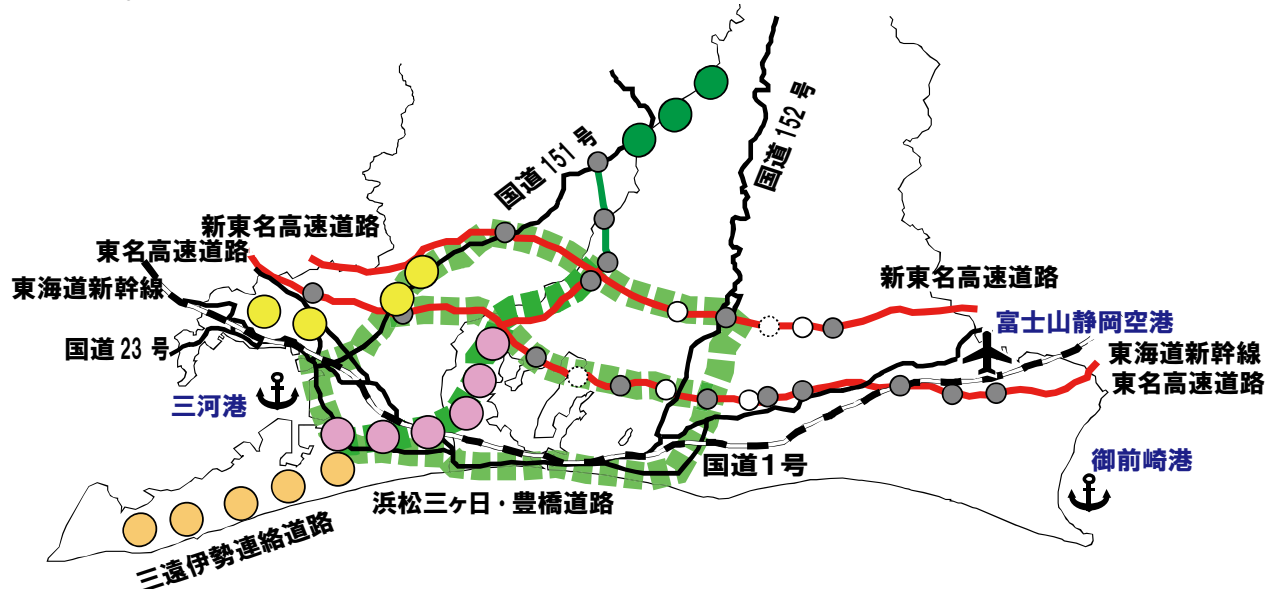 国道152号
国道151号
新東名高速道路
東名高速道路
東海道新幹線
新東名高速道路
富士山静岡空港
国道23号
東海道新幹線
東名高速道路
三河港
国道1号
御前崎港
浜松三ヶ日・豊橋道路
三遠伊勢連絡道路